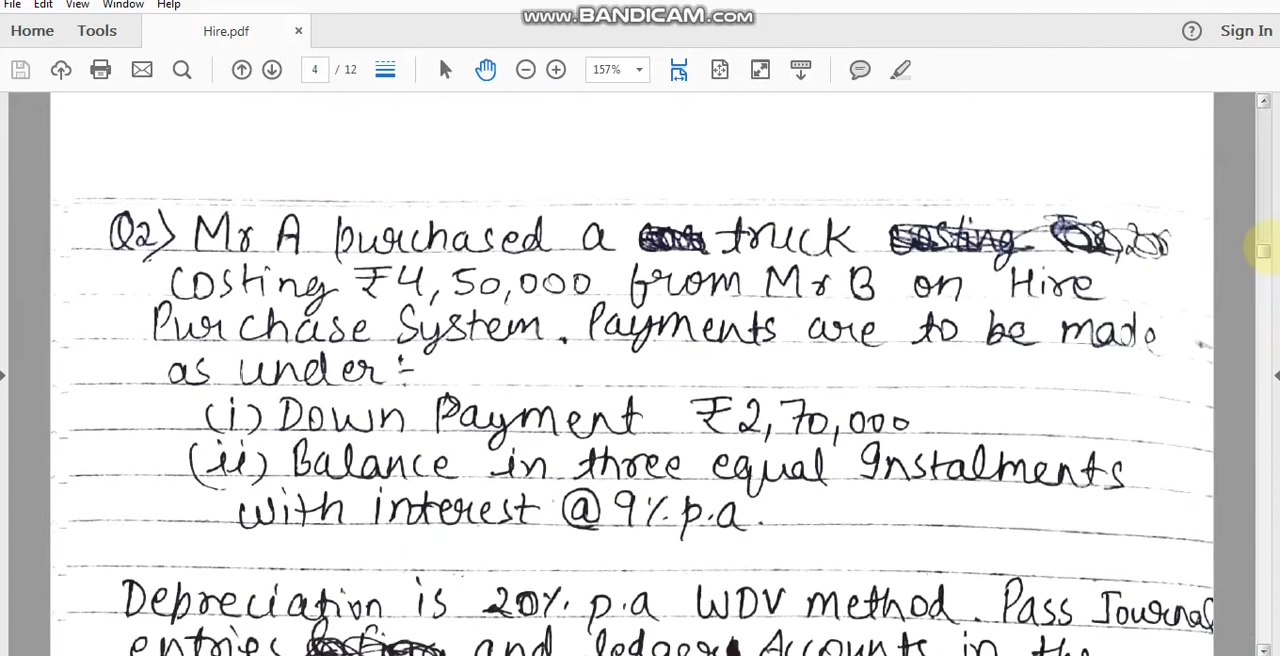 File Edit View Window Help
www.BANDICAM.com
Home Tools Hire.pdf × Sign In
4 / 12 157%
Q2) Mr A purchased a truck
costing ₹4,50,000 from Mr B on Hire
Purchase System. Payments are to be made
as under:-
(i) Down Payment ₹2,70,000
(ii) Balance in three equal Instalments
with interest @ 9% p.a.
Depreciation is 20% p.a WDV method. Pass Journal
entries and ledger Accounts in the